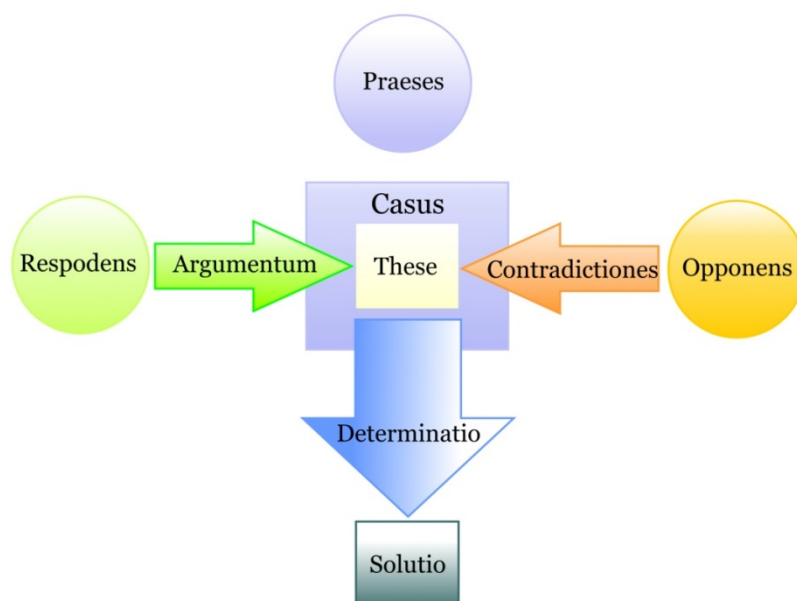 Praeses
Casus
Respodens
Argumentum
These
Contradictiones
Opponens
Determinatio
Solutio